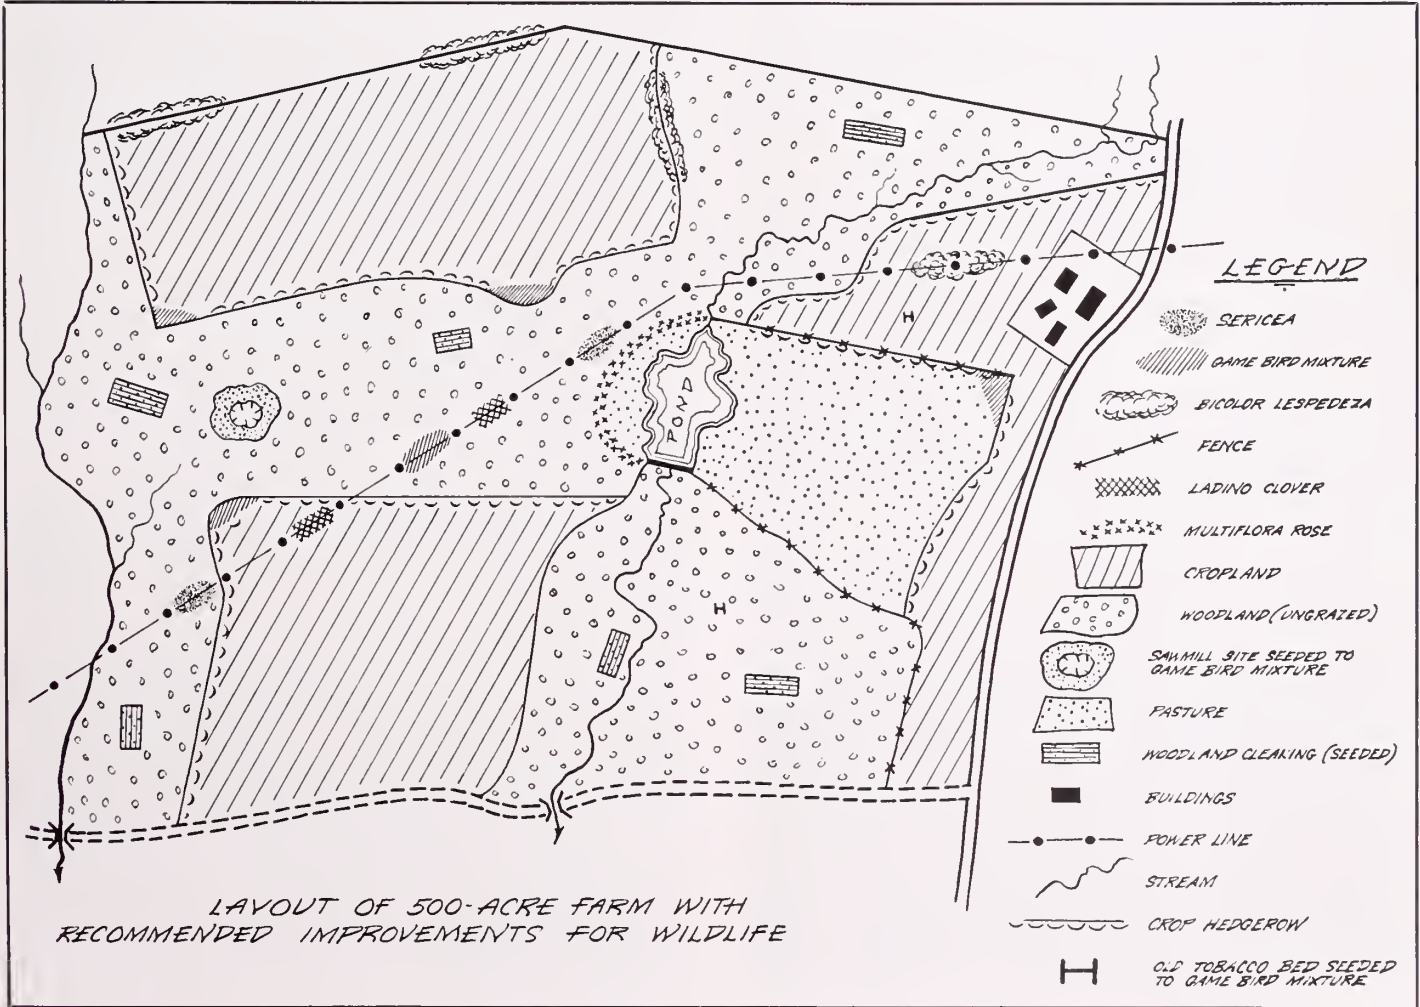 LEGEND
SERICEA
GAME BIRD MIXTURE
BICOLOR LESPEDEZA
FENCE
LADINO CLOVER
MULTIFLORA ROSE
CROPLAND
WOODLAND (UNGRAZED)
SAWMILL SITE SEEDED TO
GAME BIRD MIXTURE
PASTURE
WOODLAND CLEARING (SEEDED)
BUILDINGS
POWER LINE
STREAM
CROP HEDGEROW
OLD TOBACCO BED SEEDED
TO GAME BIRD MIXTURE
POND
H
H
H
LAYOUT OF 500-ACRE FARM WITH
RECOMMENDED IMPROVEMENTS FOR WILDLIFE